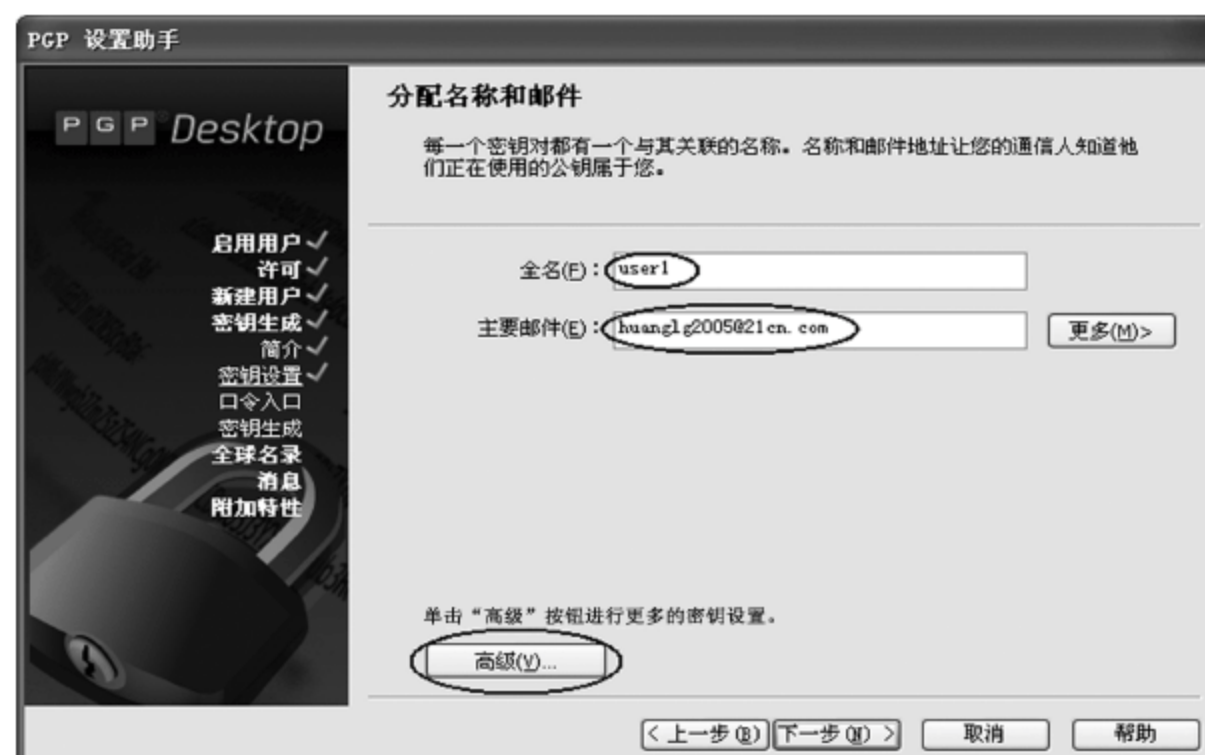 PGP 设置助手
PGP® Desktop
启用用户
许可
新建用户
密钥生成
简介
密钥设置
口令入口
密钥生成
全球名录
消息
附加特性
分配名称和邮件
每一个密钥对都有一个与其关联的名称。名称和邮件地址让您的通信人知道他
们正在使用的公钥属于您。
全名(F)：user1
主要邮件(E)：huanglg2005@21cn.com
更多(M)>
单击“高级”按钮进行更多的密钥设置。
高级(V)...
< 上一步(B) 下一步(N) > 取消 帮助